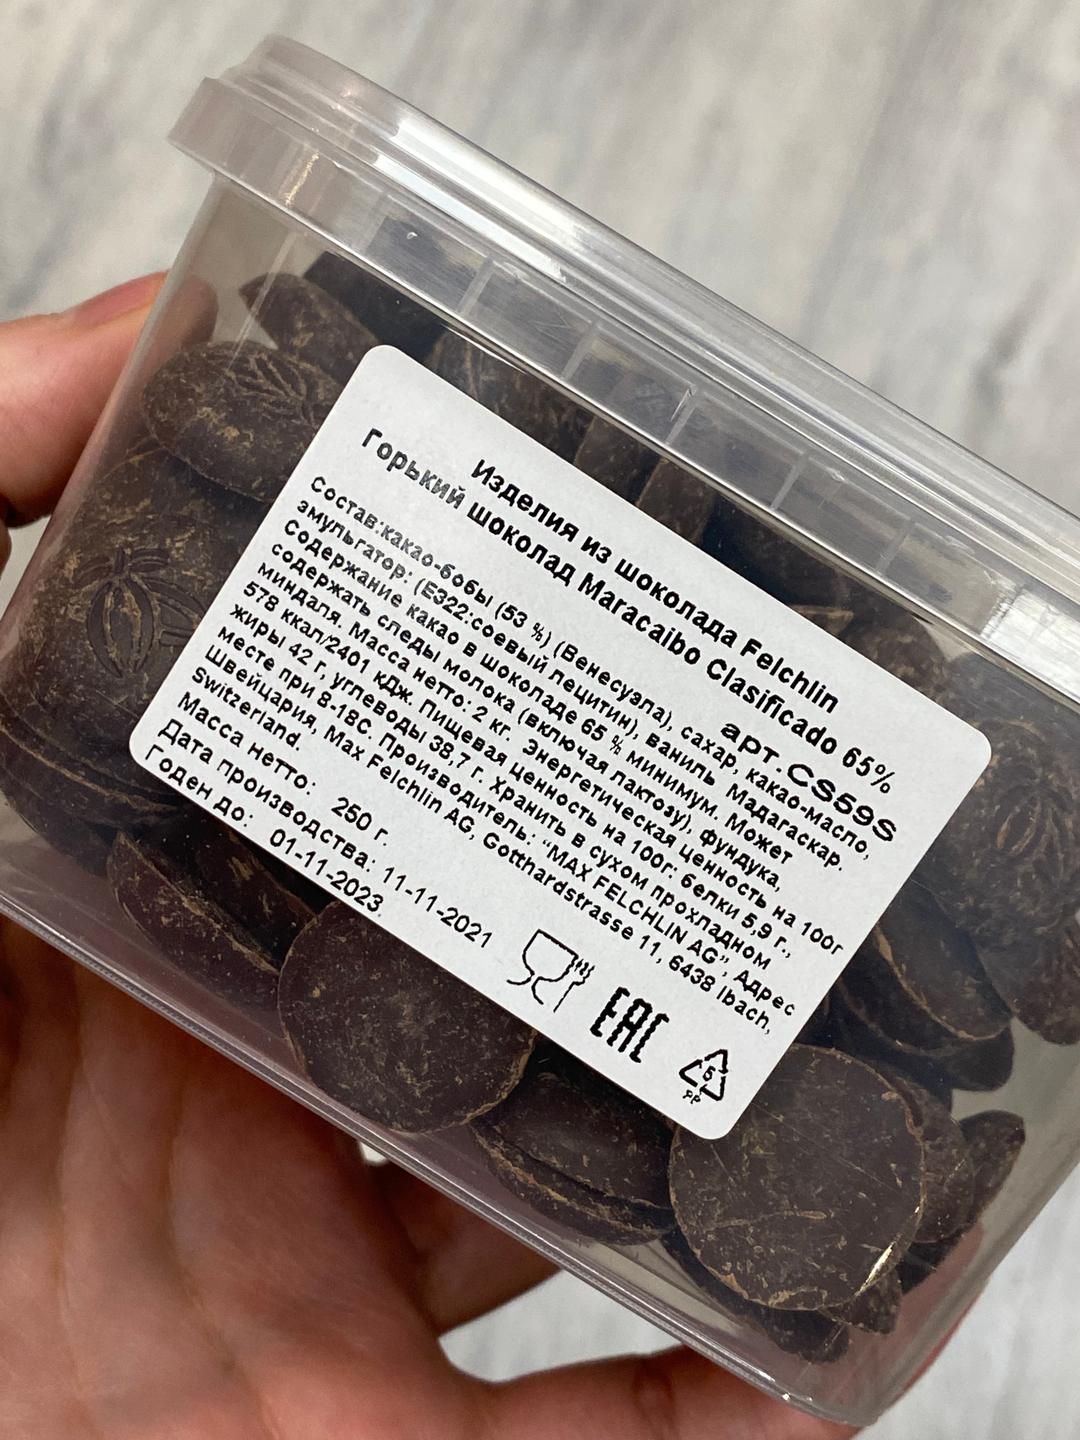 Изделия из шоколада Felchlin
Горький шоколад Maracaibo Clasificado 65%
арт.CS59S
Состав:какао-бобы (53 %) (Венесуэла), сахар, какао-масло,
эмульгатор: (E322:соевый лецитин), ваниль Мадагаскар.
Содержание какао в шоколаде 65 % минимум. Может
содержать следы молока (включая лактозу), фундука,
миндаля. Масса нетто: 2 кг. Энергетическая ценность на 100г
578 ккал/2401 кДж. Пищевая ценность на 100г: белки 5,9 г.,
жиры 42 г, углеводы 38,7 г. Хранить в сухом прохладном
месте при 8-18С. Производитель: "MAX FELCHLIN AG", Адрес
Швейцария, Max Felchlin AG, Gotthardstrasse 11, 6438 Ibach,
Switzerland.
Масса нетто: 250 г.
Дата производства: 11-11-2021
Годен до: 01-11-2023
EAC
5
PP